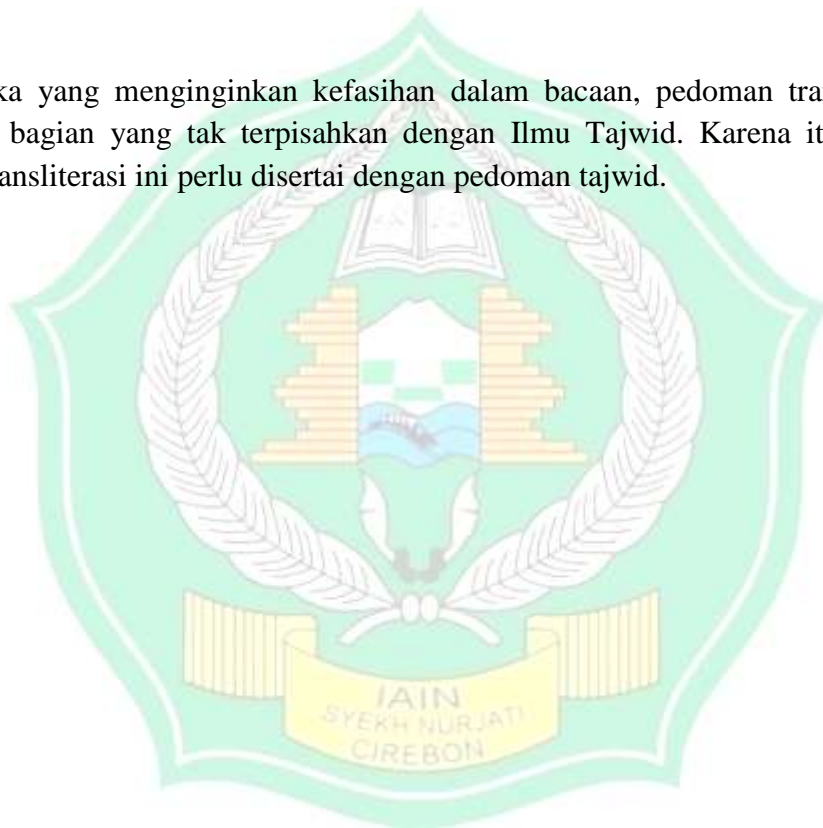 ka yang menginginkan kefasihan dalam bacaan, pedoman tra
bagian yang tak terpisahkan dengan Ilmu Tajwid. Karena it
ansliterasi ini perlu disertai dengan pedoman tajwid.
IAIN
SYEKH NURJATI
CIREBON